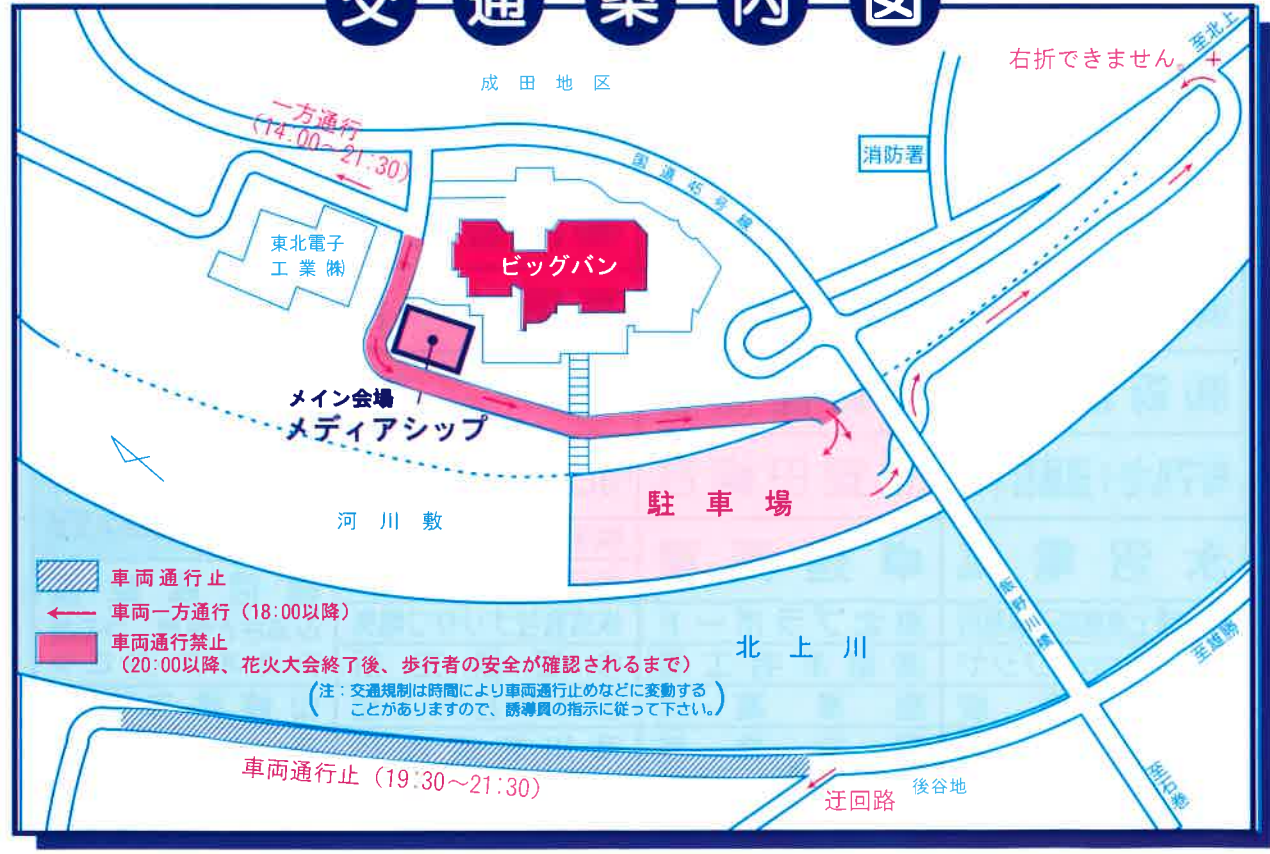 交通案内図
至北上
右折できません。
成田地区
一方通行
(14:00～21:30)
国道45号線
消防署
東北電子
工業㈱
ビッグバン
メイン会場
メディアシップ
駐車場
河川敷
車両通行止
車両一方通行（18:00以降）
車両通行禁止
（20:00以降、花火大会終了後、歩行者の安全が確認されるまで）
飯野川橋
北上川
至雄勝
（注：交通規制は時間により車両通行止めなどに変動する
ことがありますので、誘導員の指示に従って下さい。）
車両通行止（19:30～21:30）
迂回路
後谷地
至石巻